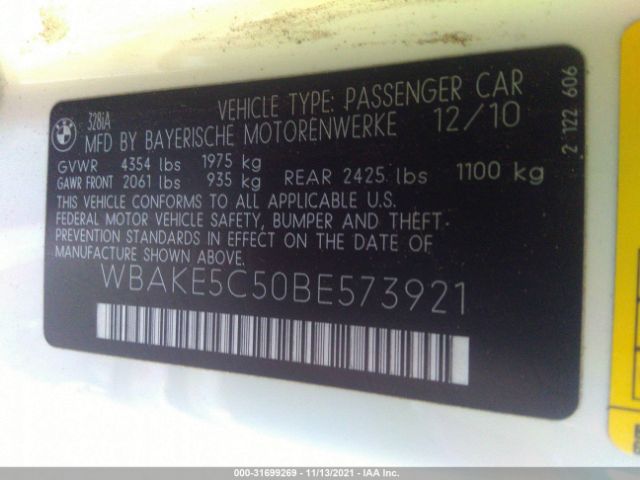 BMW
328iA
VEHICLE TYPE: PASSENGER CAR
MFD BY BAYERISCHE MOTORENWERKE 12/10
GVWR 4354 lbs 1975 kg
GAWR FRONT 2061 lbs 935 kg REAR 2425 lbs 1100 kg
THIS VEHICLE CONFORMS TO ALL APPLICABLE U.S.
FEDERAL MOTOR VEHICLE SAFETY, BUMPER AND THEFT
PREVENTION STANDARDS IN EFFECT ON THE DATE OF
MANUFACTURE SHOWN ABOVE.
WBAKE5C50BE573921
2 122 606
000-31699269 - 11/13/2021 - IAA Inc.